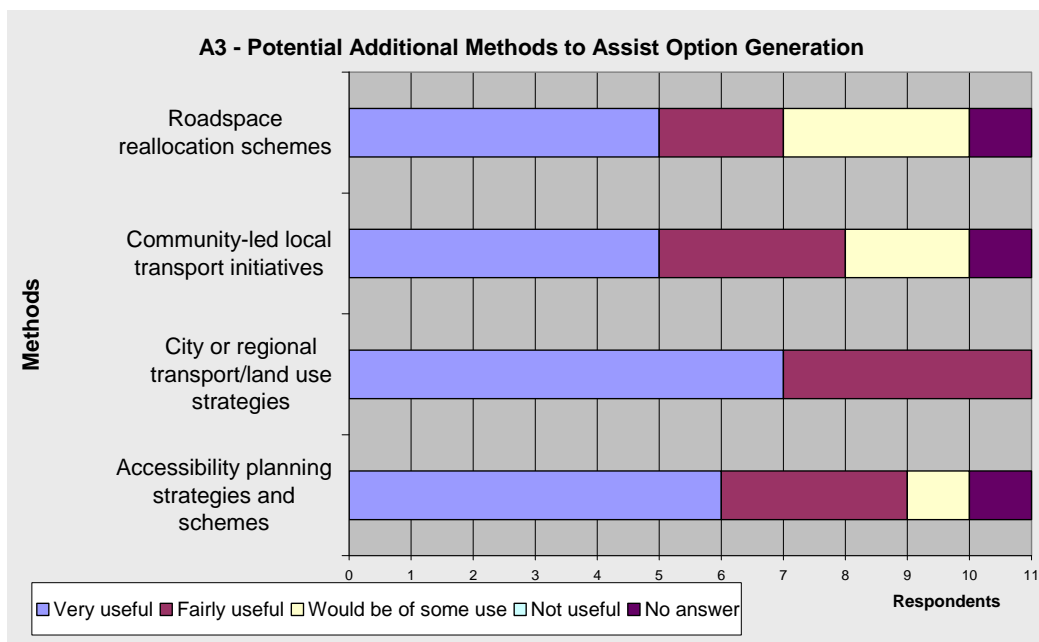 A3 - Potential Additional Methods to Assist Option Generation
Methods
Roadspace
reallocation schemes
Community-led local
transport initiatives
City or regional
transport/land use
strategies
Accessibility planning
strategies and
schemes
0 1 2 3 4 5 6 7 8 9 10 11
Respondents
Very useful Fairly useful Would be of some use Not useful No answer